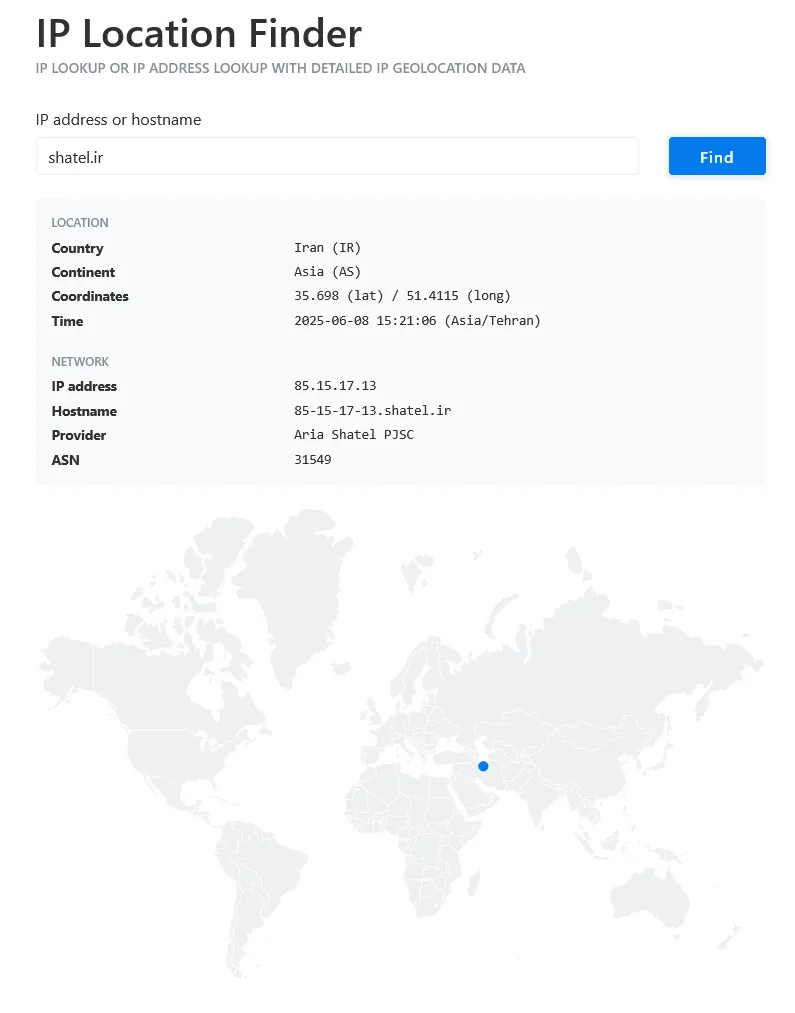 IP Location Finder
IP LOOKUP OR IP ADDRESS LOOKUP WITH DETAILED IP GEOLOCATION DATA
IP address or hostname
shatel.ir Find
LOCATION
Country Iran (IR)
Continent Asia (AS)
Coordinates 35.698 (lat) / 51.4115 (long)
Time 2025-06-08 15:21:06 (Asia/Tehran)
NETWORK
IP address 85.15.17.13
Hostname 85-15-17-13.shatel.ir
Provider Aria Shatel PJSC
ASN 31549